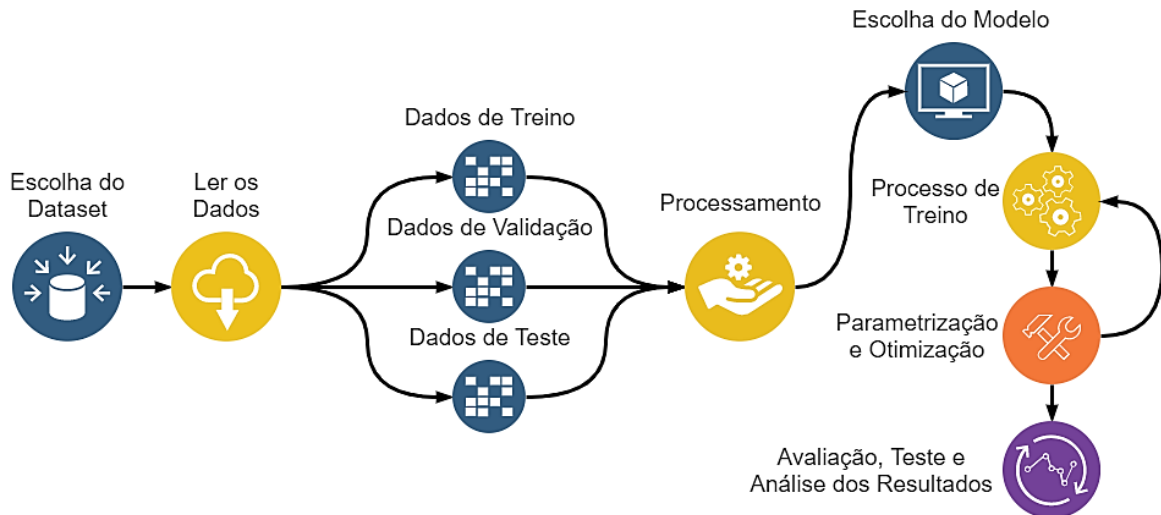 Escolha do
Dataset
Ler os
Dados
Dados de Treino
Dados de Validação
Dados de Teste
Processamento
Escolha do Modelo
Processo de
Treino
Parametrização
e Otimização
Avaliação, Teste e
Análise dos Resultados